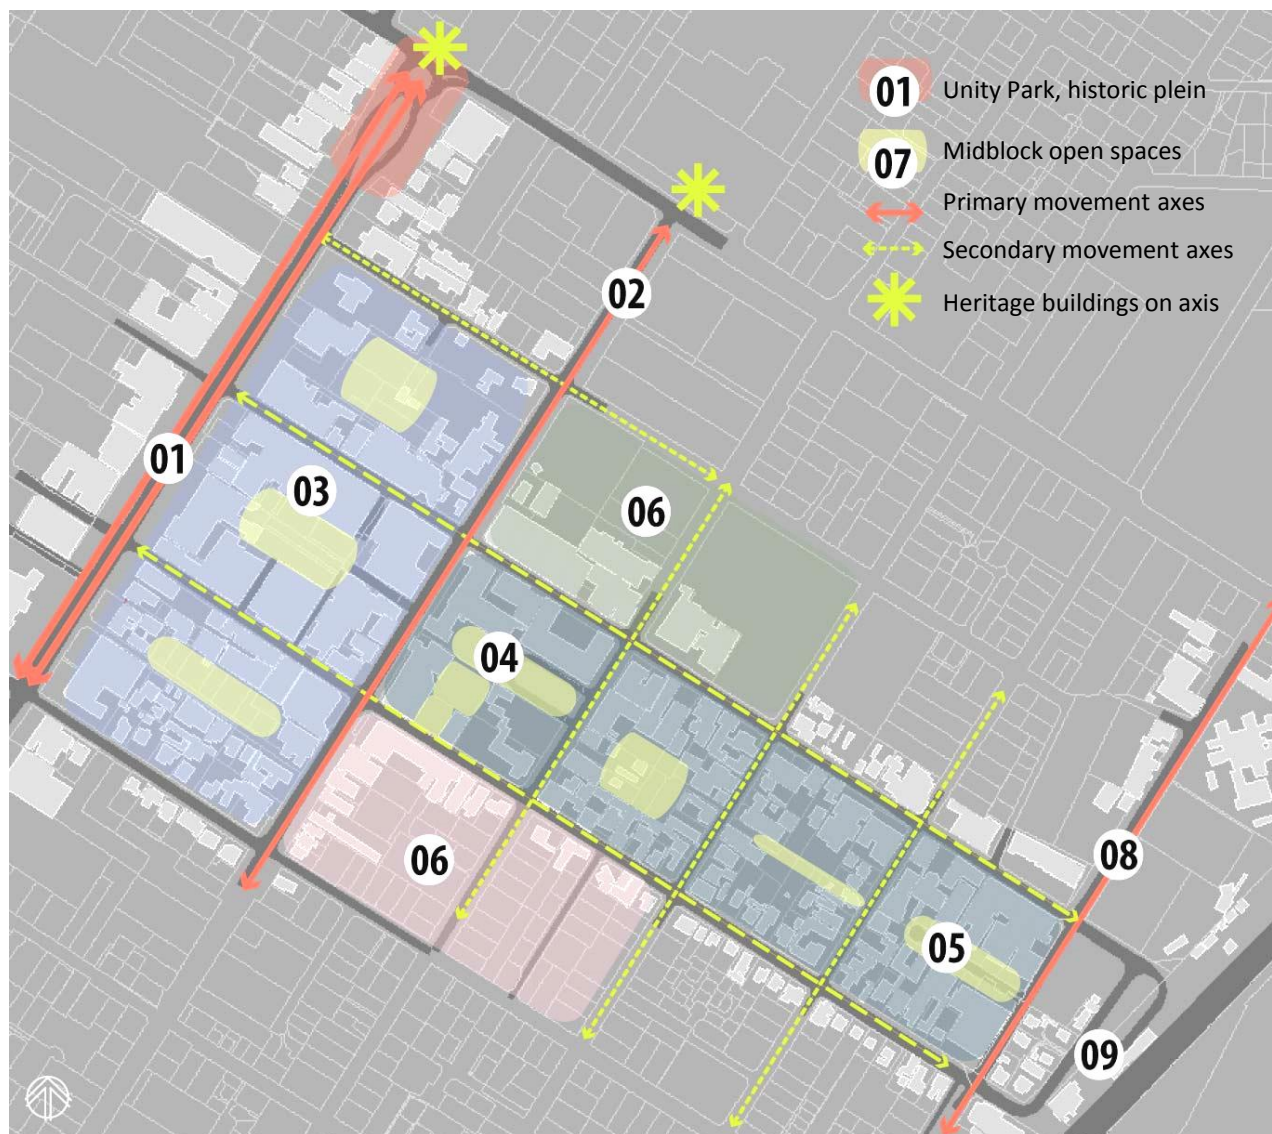 01 Unity Park, historic plein
07 Midblock open spaces
Primary movement axes
Secondary movement axes
Heritage buildings on axis
02
01
03
06
04
06
08
05
09